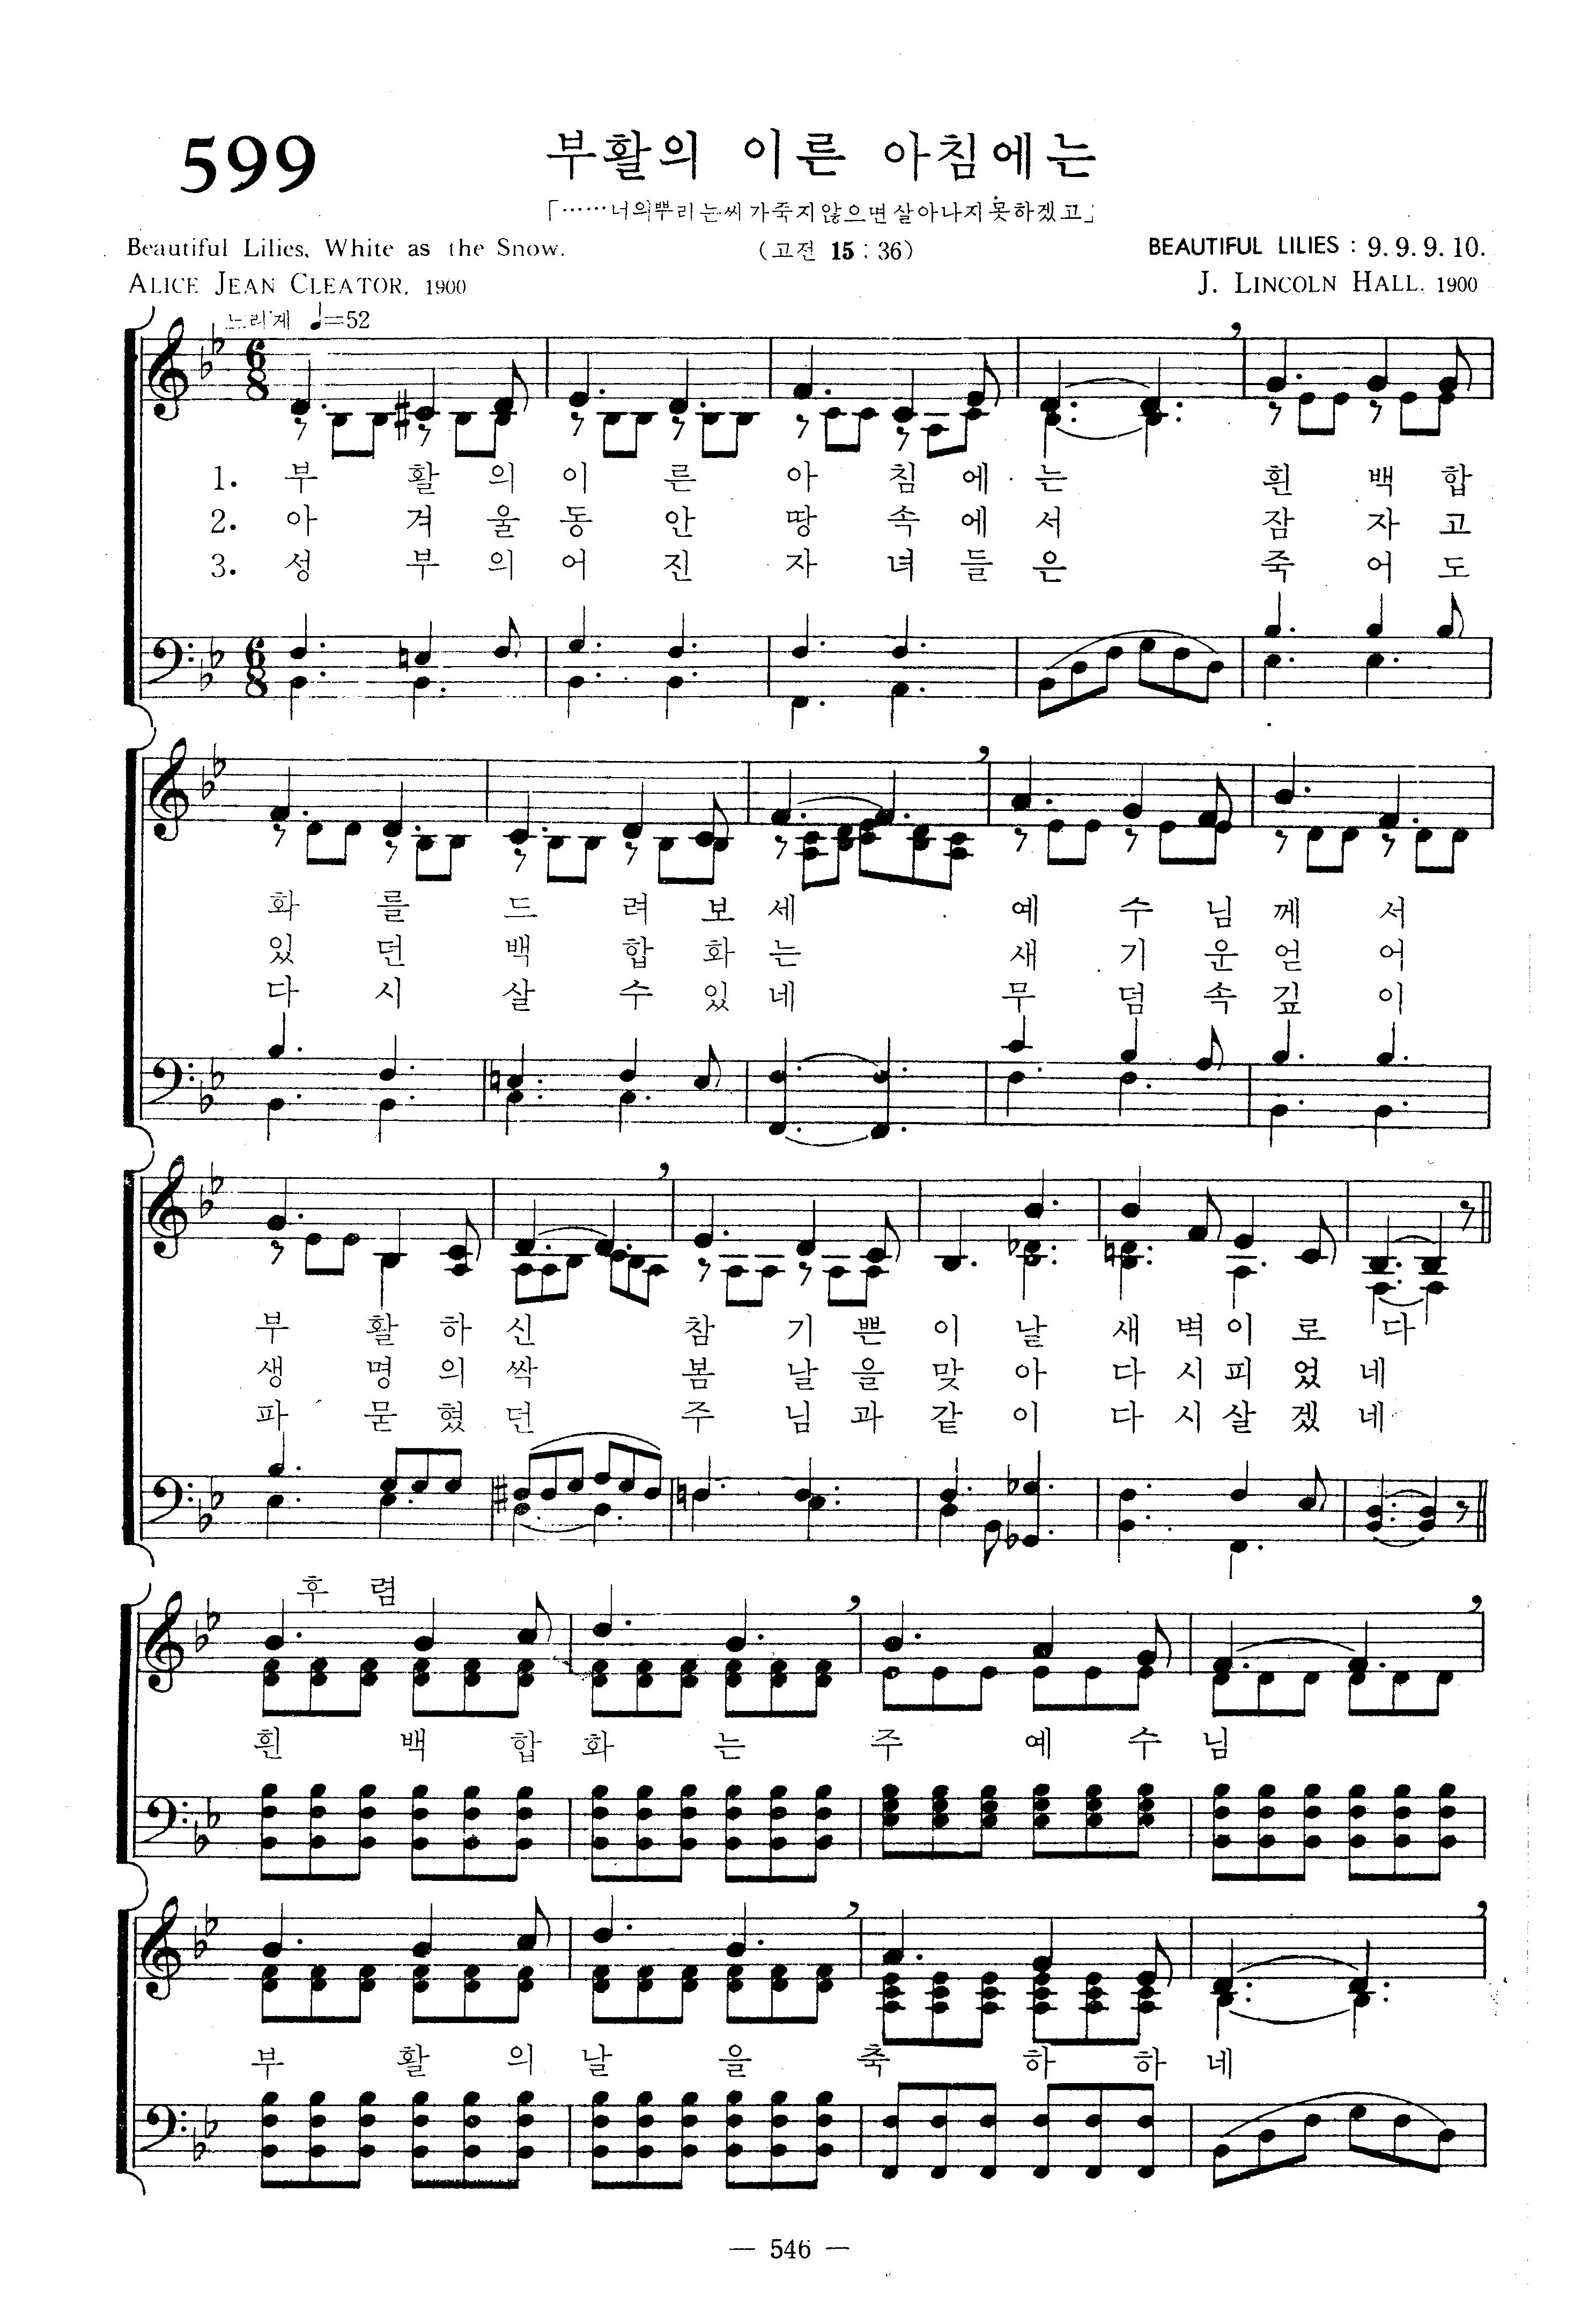 599
부활의 이른 아침에는
「……너의뿌리는씨가죽지않으면살아나지못하겠고」
Beautiful Lilies, White as the Snow.
(고전 15 : 36)
BEAUTIFUL LILIES : 9. 9. 9. 10.
ALICE JEAN CLEATOR, 1900
J. LINCOLN HALL, 1900
느리게 ♩=52
1. 부 활 의 이 른 아 침 에 는 흰 백 합
2. 아 겨 울 동 안 땅 속 에 서 잠 자 고
3. 성 부 의 어 진 자 녀 들 은 죽 어 도
화 를 드 려 보 세 예 수 님 께 서
있 던 백 합 화 는 새 기 운 얻 어
다 시 살 수 있 네 무 덤 속 깊 이
부 활 하 신 참 기 쁜 이 날 새 벽 이 로 다
생 명 의 싹 봄 날 을 맞 아 다 시 피 었 네
파 묻 혔 던 주 님 과 같 이 다 시 살 겠 네
후 렴
흰 백 합 화 는 주 예 수 님
부 활 의 날 을 축 하 하 네
— 546 —